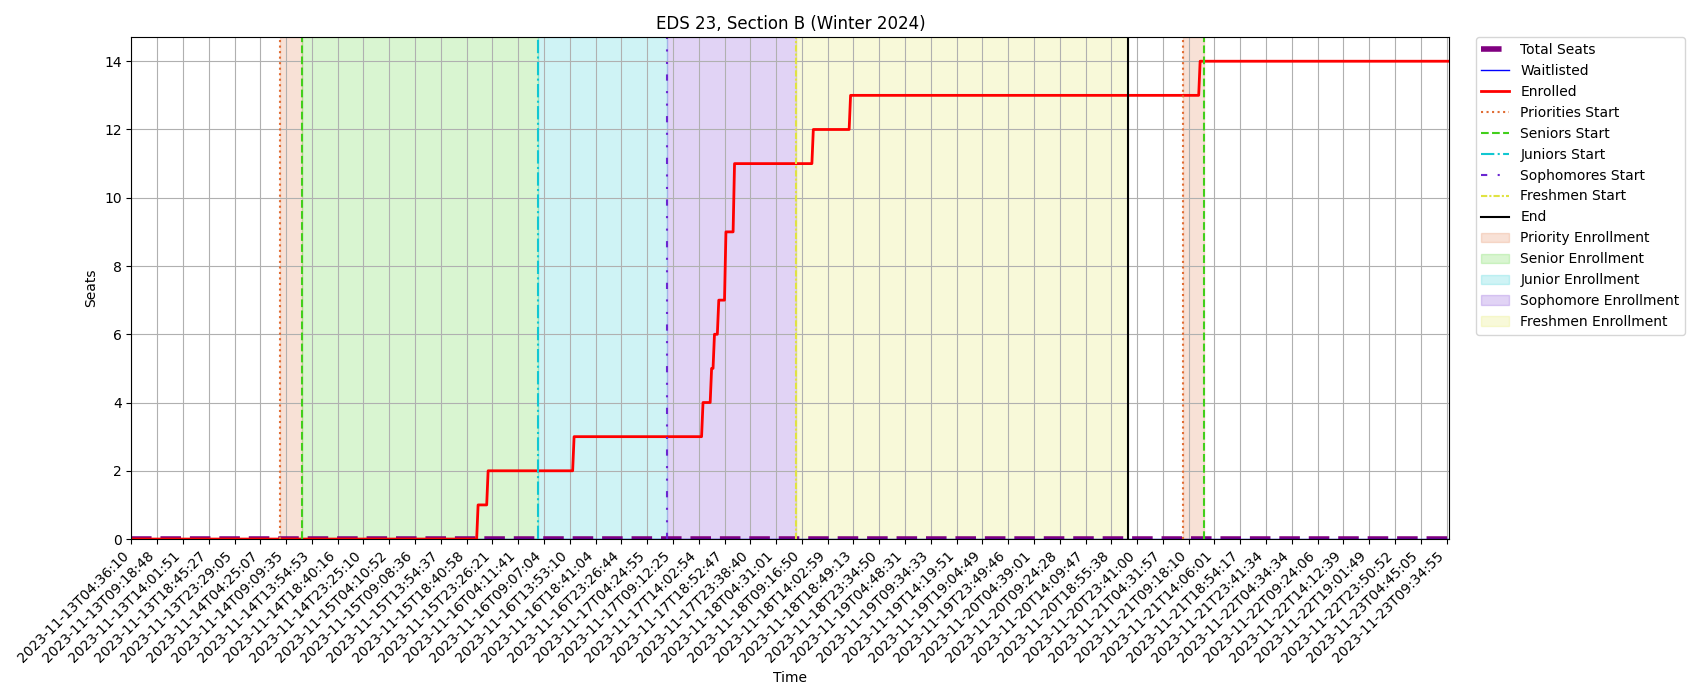 EDS 23, Section B (Winter 2024)
Seats
14
12
10
8
6
4
2
0
2023-11-13T04:36:10
2023-11-13T09:18:48
2023-11-13T14:01:51
2023-11-13T18:45:27
2023-11-13T23:29:05
2023-11-14T04:25:07
2023-11-14T09:09:35
2023-11-14T13:54:53
2023-11-14T18:40:16
2023-11-14T23:25:10
2023-11-15T04:10:52
2023-11-15T09:08:36
2023-11-15T13:54:37
2023-11-15T18:40:58
2023-11-15T23:26:21
2023-11-16T04:11:41
2023-11-16T09:07:04
2023-11-16T13:53:10
2023-11-16T18:41:04
2023-11-16T23:26:44
2023-11-17T04:24:55
2023-11-17T09:12:25
2023-11-17T14:02:54
2023-11-17T18:52:47
2023-11-17T23:38:40
2023-11-18T04:31:01
2023-11-18T09:16:50
2023-11-18T14:02:59
2023-11-18T18:49:13
2023-11-18T23:34:50
2023-11-19T04:48:31
2023-11-19T09:34:33
2023-11-19T14:19:51
2023-11-19T19:04:49
2023-11-19T23:49:46
2023-11-20T04:39:01
2023-11-20T09:24:28
2023-11-20T14:09:47
2023-11-20T18:55:38
2023-11-20T23:41:00
2023-11-21T04:31:57
2023-11-21T09:18:10
2023-11-21T14:06:01
2023-11-21T18:54:17
2023-11-21T23:41:34
2023-11-22T04:34:34
2023-11-22T09:24:06
2023-11-22T14:12:39
2023-11-22T19:01:49
2023-11-22T23:50:52
2023-11-23T04:45:05
2023-11-23T09:34:55
Time
Total Seats
Waitlisted
Enrolled
Priorities Start
Seniors Start
Juniors Start
Sophomores Start
Freshmen Start
End
Priority Enrollment
Senior Enrollment
Junior Enrollment
Sophomore Enrollment
Freshmen Enrollment